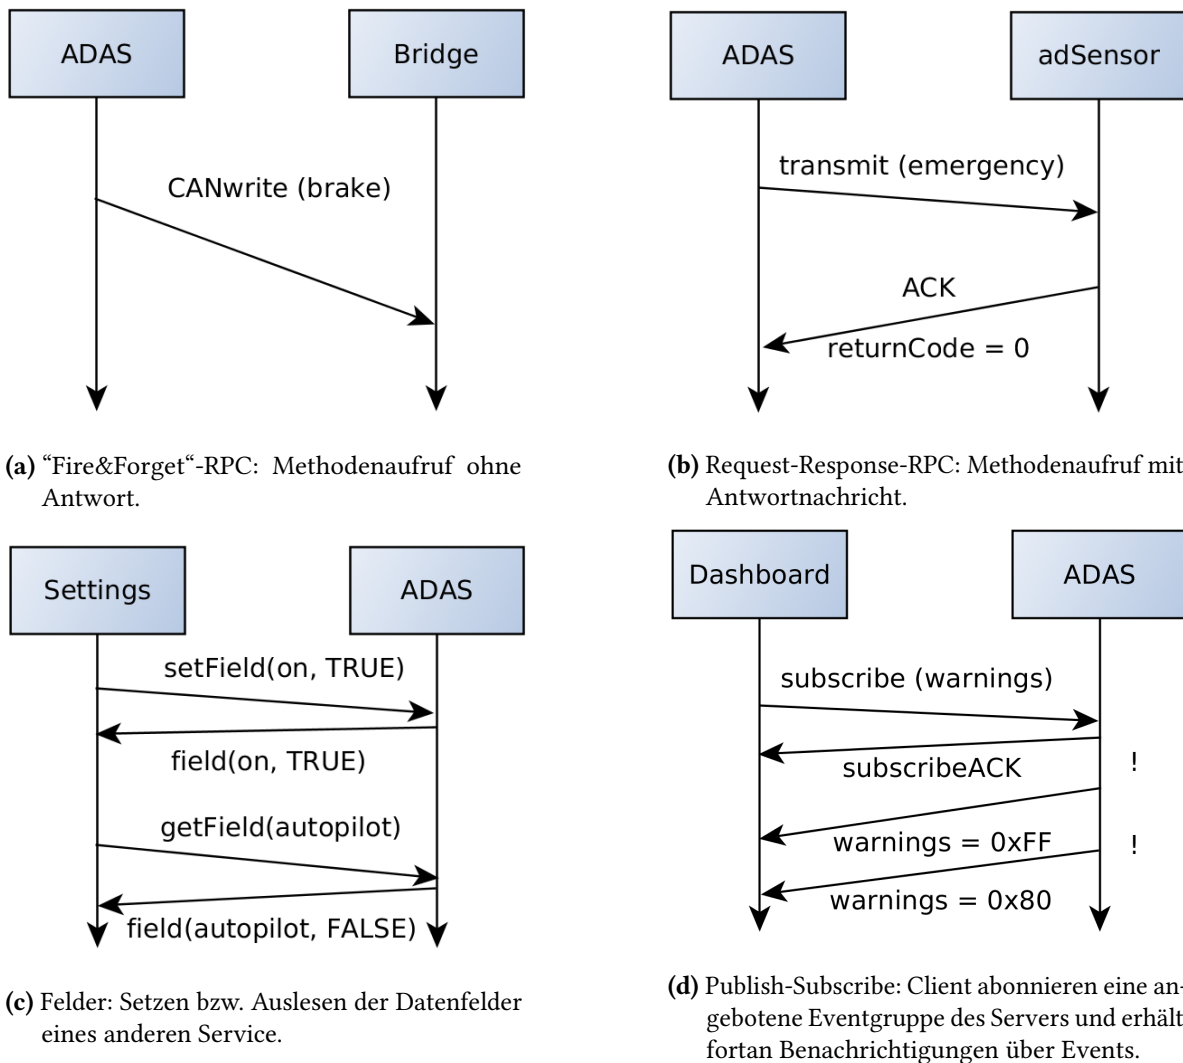 ADAS
Bridge
CANwrite (brake)
(a) “Fire&Forget“-RPC: Methodenaufruf ohne
Antwort.
ADAS
adSensor
transmit (emergency)
ACK
returnCode = 0
(b) Request-Response-RPC: Methodenaufruf mit
Antwortnachricht.
Settings
ADAS
setField(on, TRUE)
field(on, TRUE)
getField(autopilot)
field(autopilot, FALSE)
(c) Felder: Setzen bzw. Auslesen der Datenfelder
eines anderen Service.
Dashboard
ADAS
subscribe (warnings)
subscribeACK
!
warnings = 0xFF
!
warnings = 0x80
(d) Publish-Subscribe: Client abonnieren eine an-
gebotene Eventgruppe des Servers und erhält
fortan Benachrichtigungen über Events.